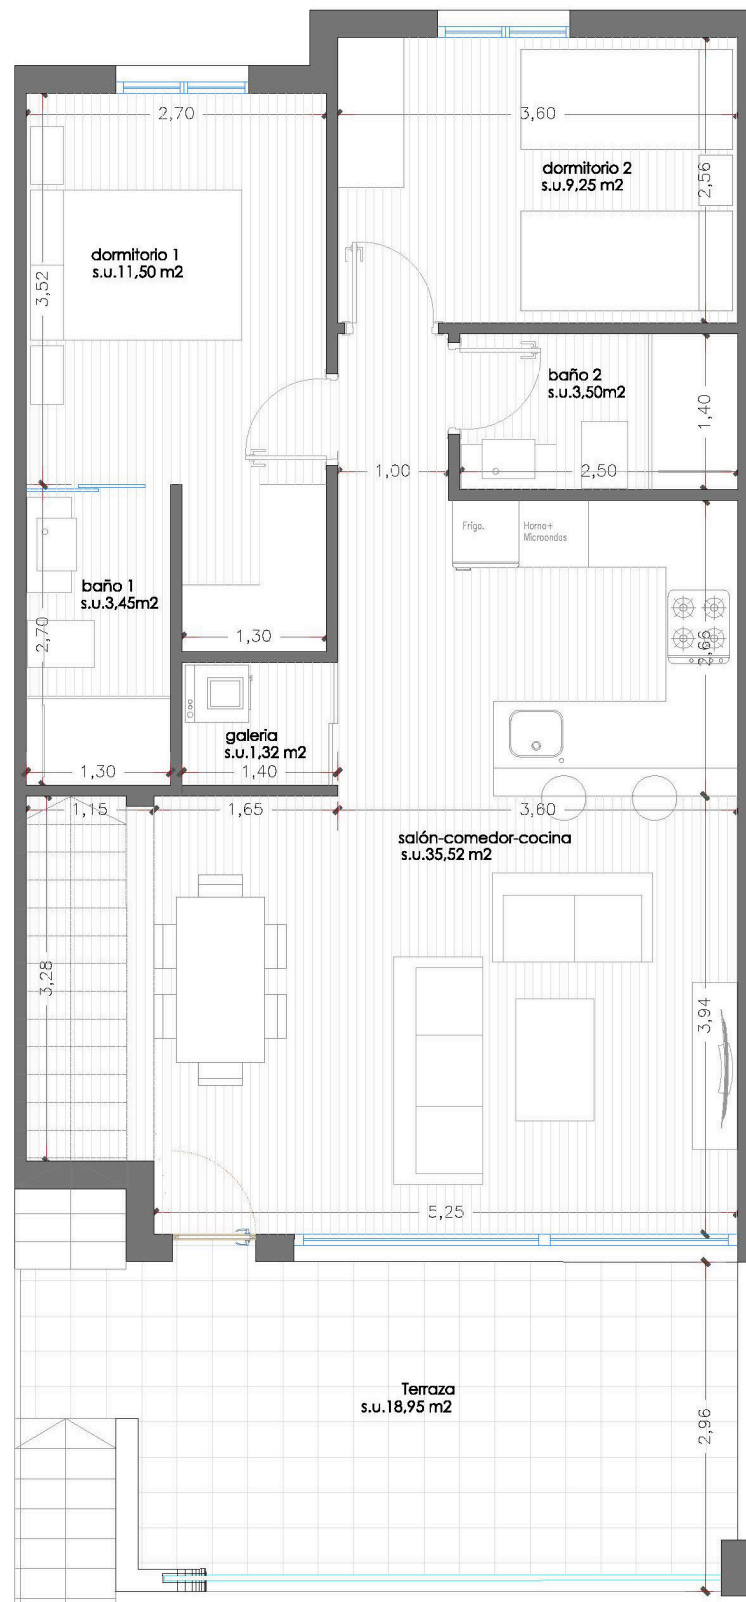 2,70
3,60
dormitorio 2
s.u.9,25 m2
2,56
dormitorio 1
s.u.11,50 m2
3,52
baño 2
s.u.3,50m2
1,40
1,00
2,50
Frigo.
Horno+
Microondas
baño 1
s.u.3,45m2
2,70
1,30
2,66
galeria
s.u.1,32 m2
1,30
1,40
1,15
1,65
3,60
salón-comedor-cocina
s.u.35,52 m2
3,28
3,94
5,25
Terraza
s.u.18,95 m2
2,96